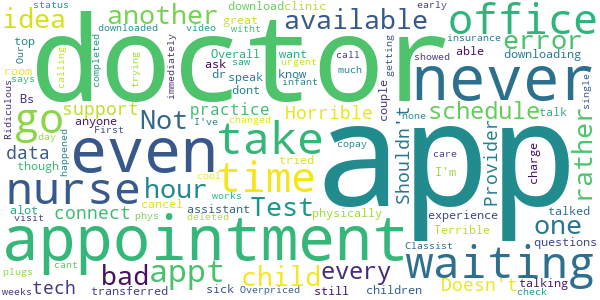 status
downloaded
video
great
download
clinic
early
idea
another
available
office
witht
insurance
Our
top
calling
completed
trying
immediately
Overall
saw
want
call
getting
showed
error
room
says
doctor
ask
urgent
able
never
dr
speak
know
much
couple
downloading
Ridiculous
Bs
support
practice
infant
dont
schedule
single
go
anyone
First
I've
changed
none
talk
day
Not
take
Horrible
copay
app
Shouldn't
Provider
rather
data
even
time
tried
care
charge
though
happened
hour
cool
I'm
nurse
connect
Test
works
physically
experience
one
alot
cancel
assistant
Terrible
talked
visit
phys
deleted
Classist
questions
appointment
waiting
plugs
cant
bad
appt
child
every
Doesn't
tech
weeks
transferred
sick
Overpriced
still
children
talking
check